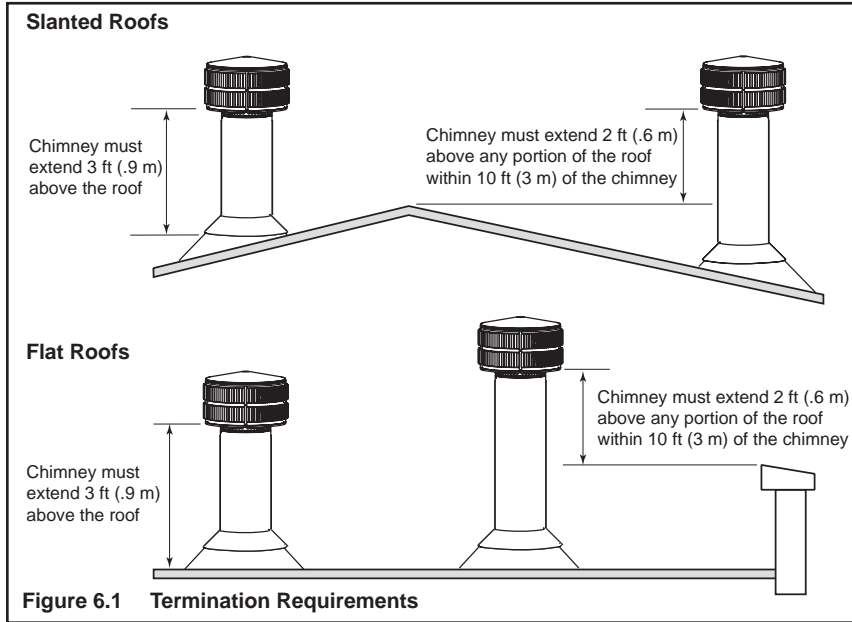 Slanted Roofs
Chimney must
extend 3 ft (.9 m)
above the roof
Chimney must extend 2 ft (.6 m)
above any portion of the roof
within 10 ft (3 m) of the chimney
Flat Roofs
Chimney must extend 2 ft (.6 m)
above any portion of the roof
within 10 ft (3 m) of the chimney
Chimney must
extend 3 ft (.9 m)
above the roof
Figure 6.1 Termination Requirements